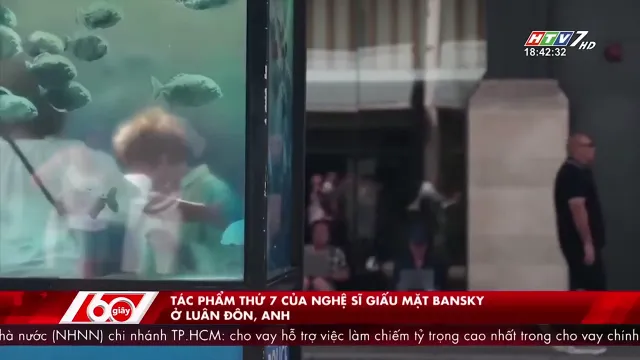 HTV7 HD
18:42:32
60 giây
TÁC PHẨM THỨ 7 CỦA NGHỆ SĨ GIẤU MẶT BANSKY
Ở LUÂN ĐÔN, ANH
hà nước (NHNN) chi nhánh TP.HCM: cho vay hỗ trợ việc làm chiếm tỷ trọng cao nhất trong cho vay chính